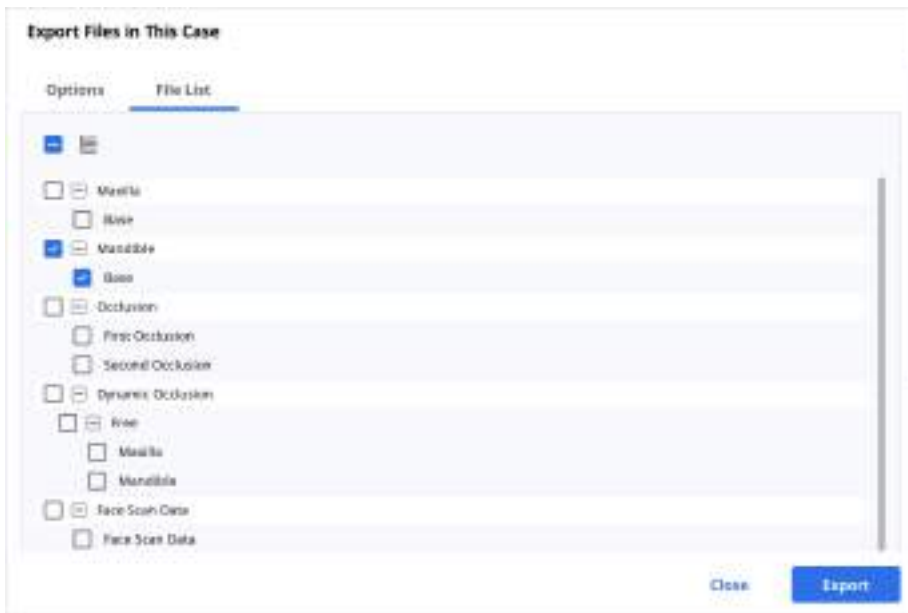 Export Files in This Case
Options File List
Maxilla
Base
Mandible
Base
Occlusion
First Occlusion
Second Occlusion
Dynamic Occlusion
Free
Maxilla
Mandible
Face Scan Data
Face Scan Data
Close Export